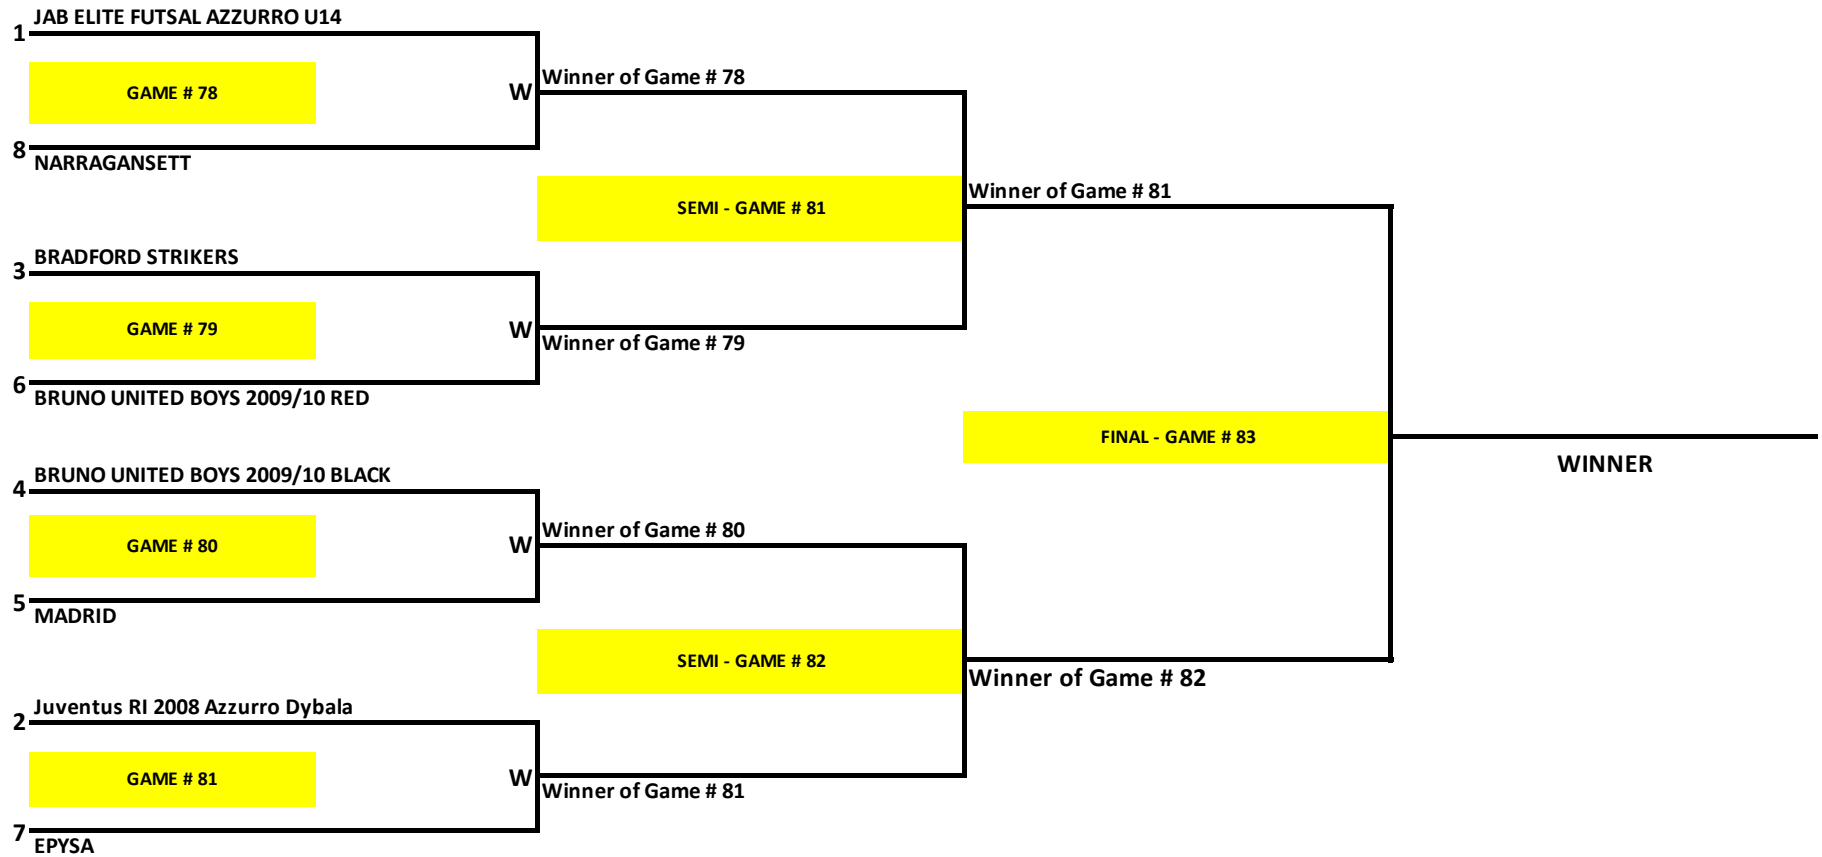 JAB ELITE FUTSAL AZZURRO U14
1
GAME # 78
W
Winner of Game # 78
8
NARRAGANSETT
SEMI - GAME # 81
Winner of Game # 81
BRADFORD STRIKERS
3
GAME # 79
W
Winner of Game # 79
6
BRUNO UNITED BOYS 2009/10 RED
FINAL - GAME # 83
WINNER
BRUNO UNITED BOYS 2009/10 BLACK
4
GAME # 80
W
Winner of Game # 80
5
MADRID
SEMI - GAME # 82
Winner of Game # 82
Juventus RI 2008 Azzurro Dybala
2
GAME # 81
W
Winner of Game # 81
7
EPYSA